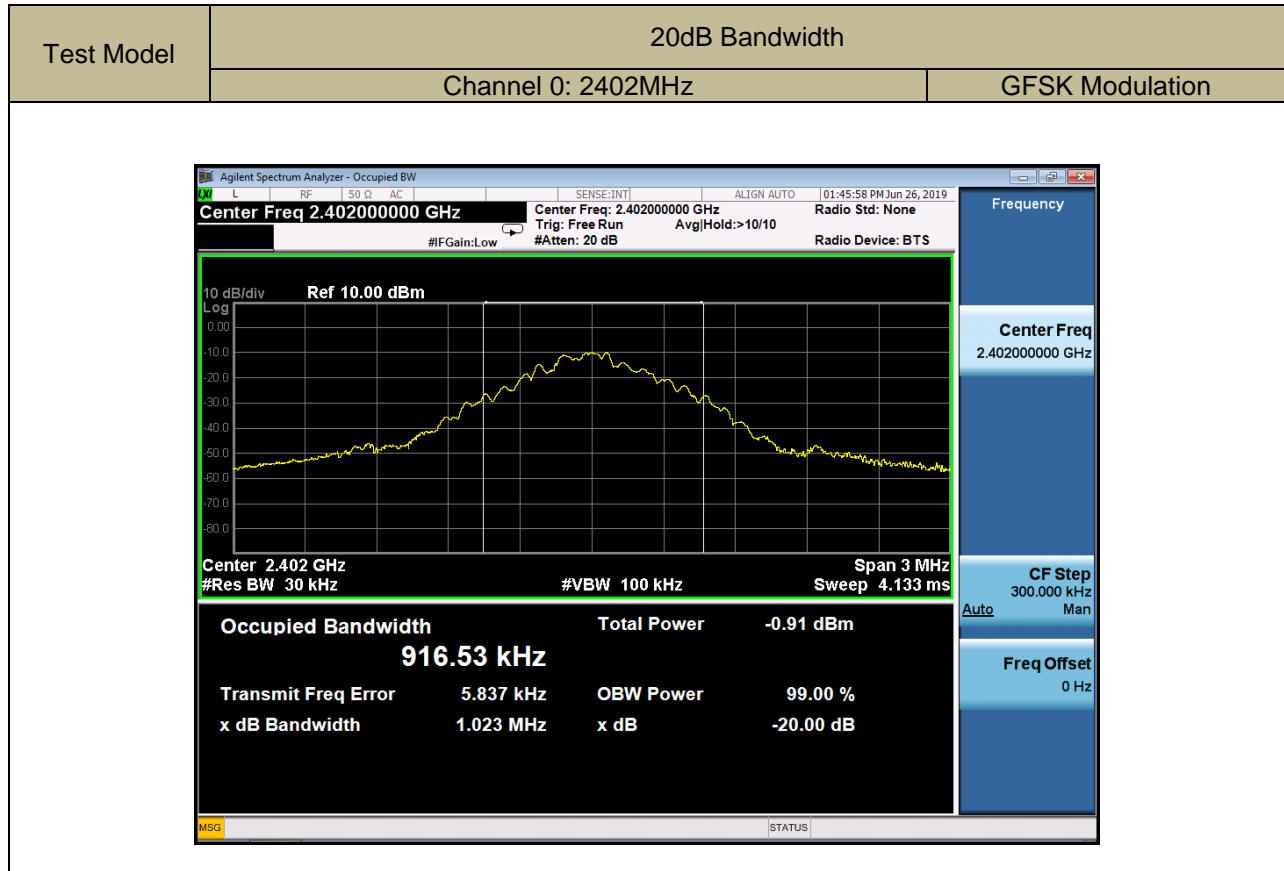 Test Model
20dB Bandwidth
Channel 0: 2402MHz
GFSK Modulation
Agilent Spectrum Analyzer - Occupied BW
LXI L RF 50 Ω AC SENSE:INT ALIGN AUTO 01:45:58 PM Jun 26, 2019
Center Freq 2.402000000 GHz
#IFGain:Low
Center Freq: 2.402000000 GHz
Trig: Free Run Avg|Hold:>10/10
#Atten: 20 dB
Radio Std: None
Radio Device: BTS
10 dB/div Ref 10.00 dBm
Log
0.00
-10.0
-20.0
-30.0
-40.0
-50.0
-60.0
-70.0
-80.0
Center 2.402 GHz Span 3 MHz
#Res BW 30 kHz #VBW 100 kHz Sweep 4.133 ms
Occupied Bandwidth Total Power -0.91 dBm
916.53 kHz
Transmit Freq Error 5.837 kHz OBW Power 99.00 %
x dB Bandwidth 1.023 MHz x dB -20.00 dB
Frequency
Center Freq
2.402000000 GHz
CF Step
300.000 kHz
Auto Man
Freq Offset
0 Hz
MSG STATUS